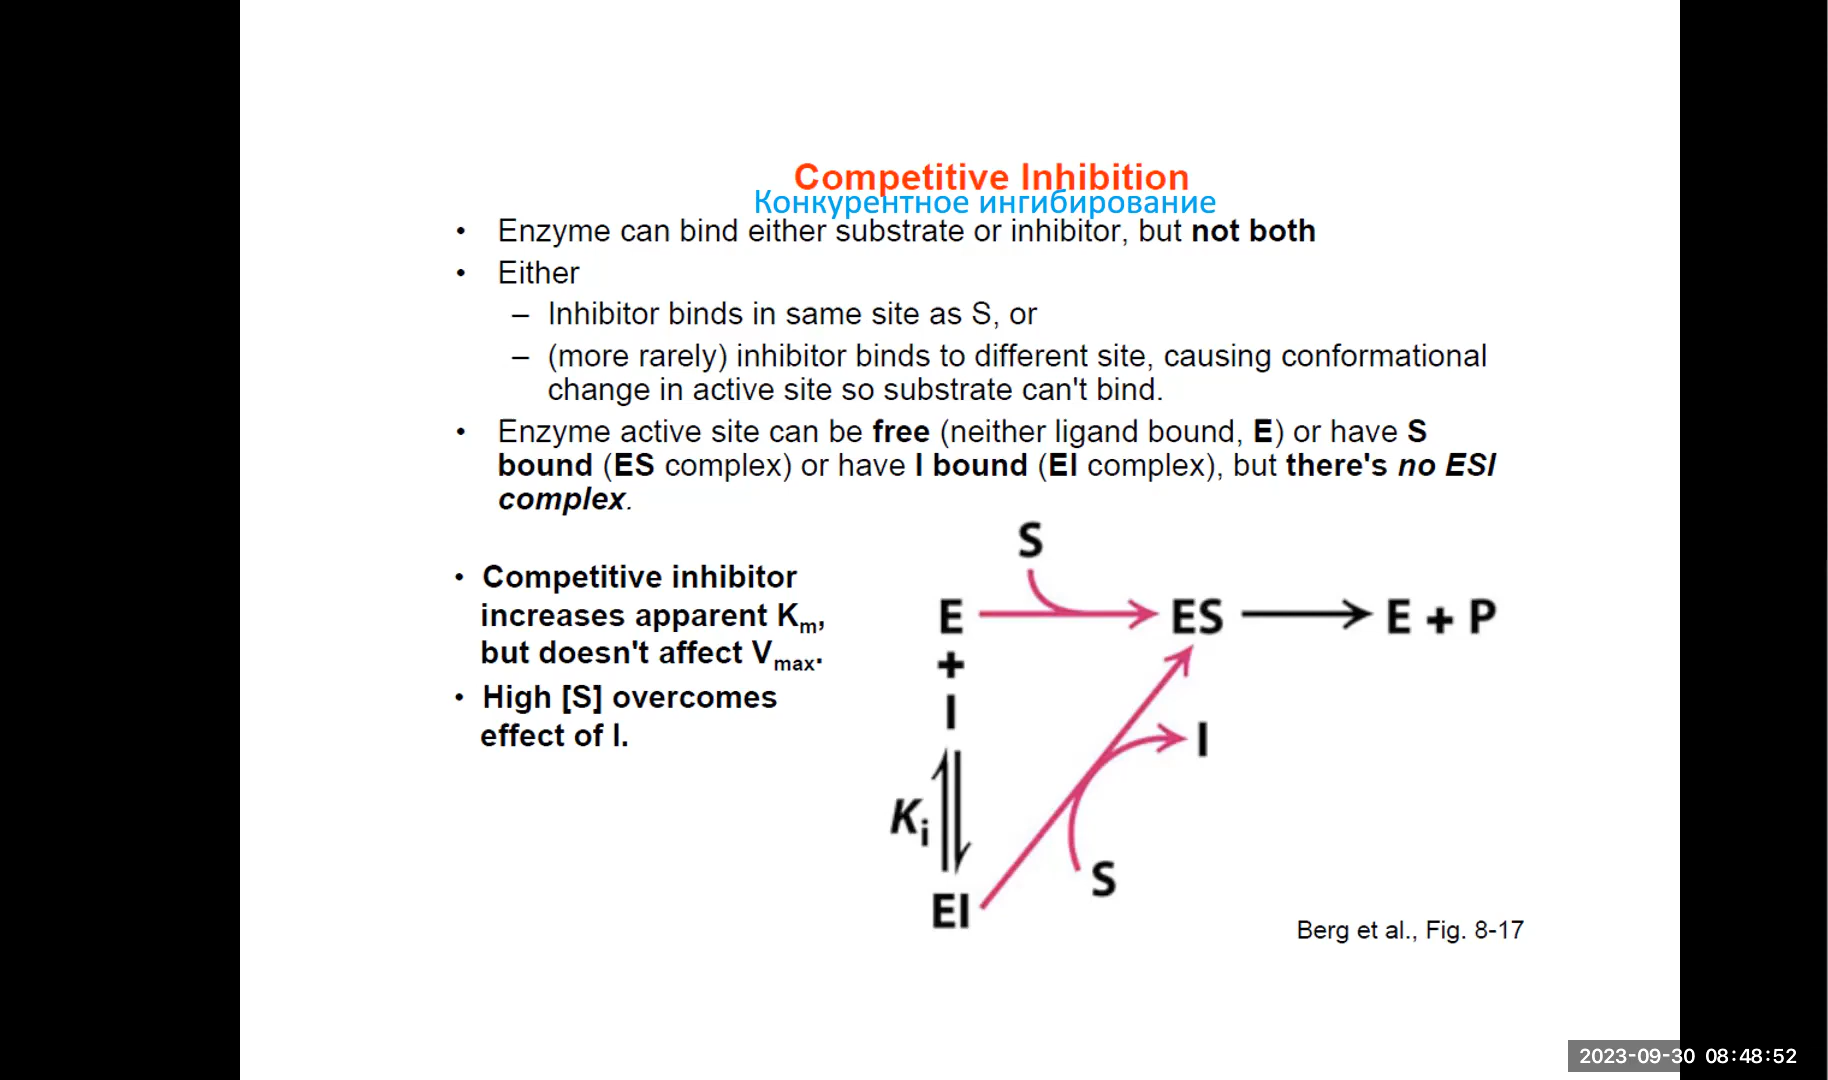 Competitive Inhibition
Конкурентное ингибирование
• Enzyme can bind either substrate or inhibitor, but not both
• Either
– Inhibitor binds in same site as S, or
– (more rarely) inhibitor binds to different site, causing conformational
change in active site so substrate can't bind.
• Enzyme active site can be free (neither ligand bound, E) or have S
bound (ES complex) or have I bound (EI complex), but there's no ESI
complex.
• Competitive inhibitor
increases apparent Km,
but doesn't affect Vmax.
• High [S] overcomes
effect of I.
S
E
ES
E + P
+
I
I
Ki
S
EI
Berg et al., Fig. 8-17
2023-09-30 08:48:52